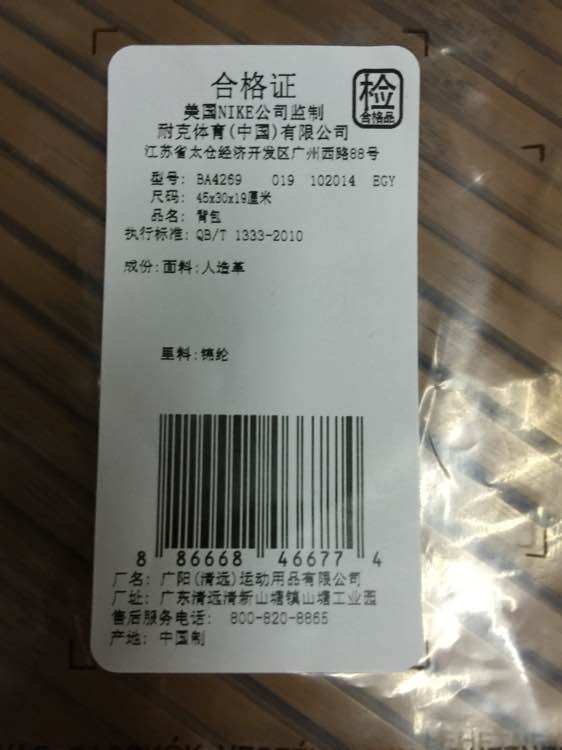 合格证
检
合格品
美国NIKE公司监制
耐克体育(中国)有限公司
江苏省太仓经济开发区广州西路88号
型号: BA4269 019 102014 EGY
尺码: 45x30x19厘米
品名: 背包
执行标准: QB/T 1333-2010
成份:面料:人造革
里料:锦纶
8 86668 46677 4
厂名: 广阳(清远)运动用品有限公司
厂址: 广东清远清新山塘镇山塘工业园
售后服务电话: 800-820-8865
产地: 中国制